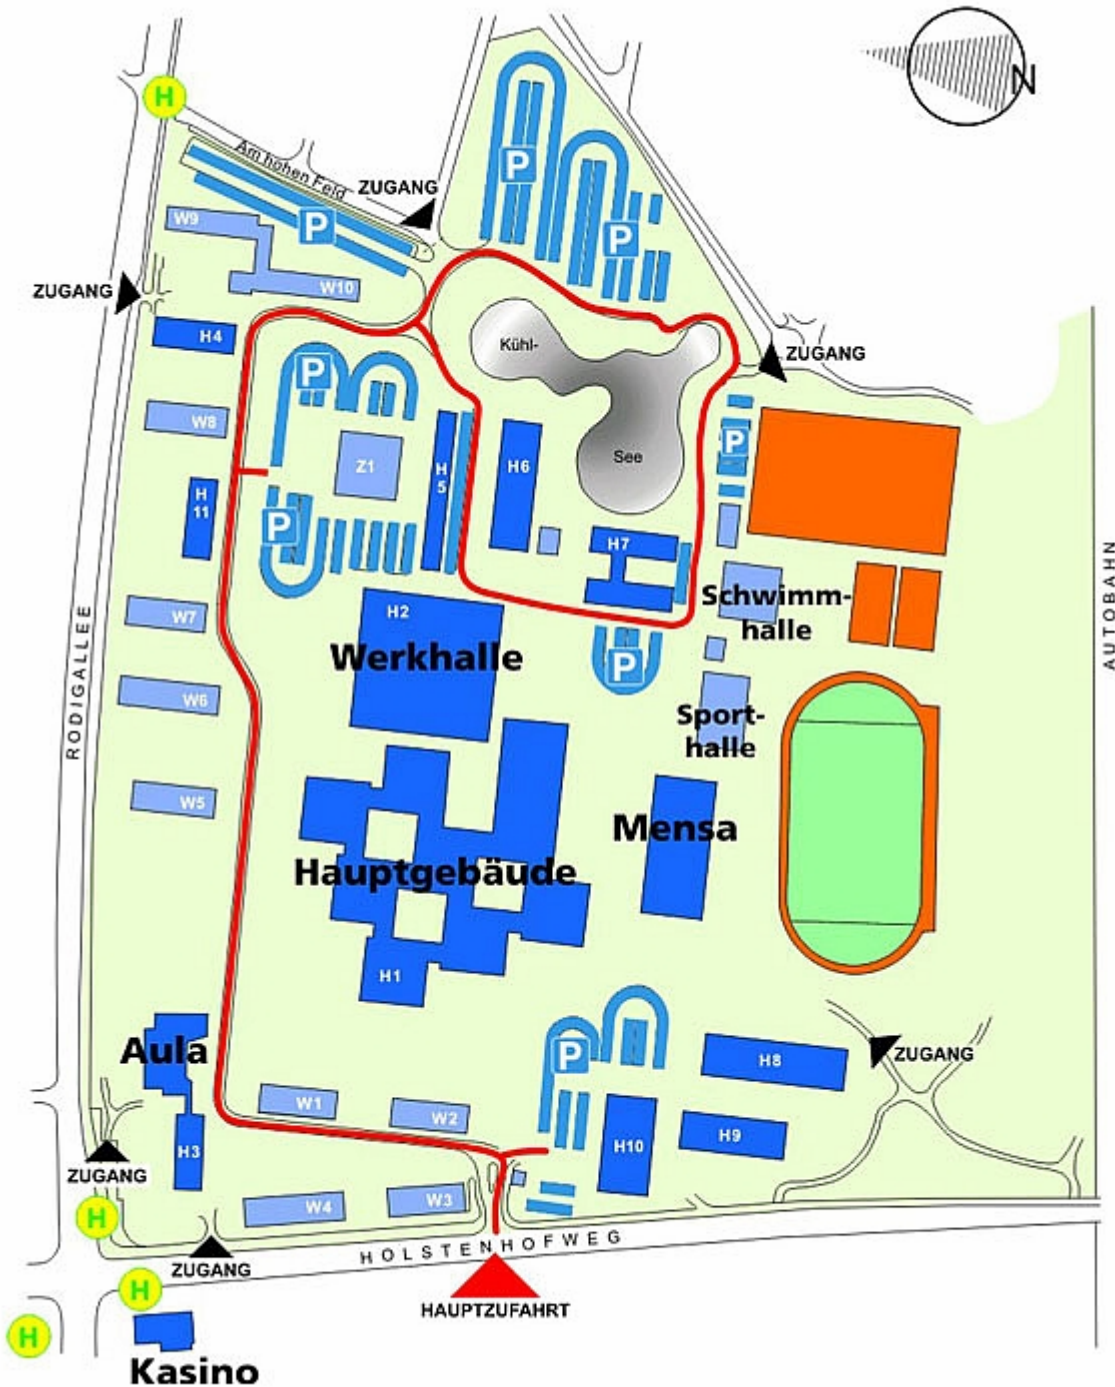 N
H
Am hohen Feld
ZUGANG
P
P
P
W9
W10
ZUGANG
H4
Kühl-
ZUGANG
P
W8
Z1
H
5
H6
See
P
H
11
P
H7
AUTOBAHN
Schwimm-
halle
W7
H2
Werkhalle
P
RODIGALLEE
W6
Sport-
halle
W5
Mensa
Hauptgebäude
H1
Aula
P
H8
ZUGANG
W1
W2
H9
H10
H3
ZUGANG
W4
W3
H
HOLSTENHOFWEG
ZUGANG
H
HAUPTZUFAHRT
H
Kasino